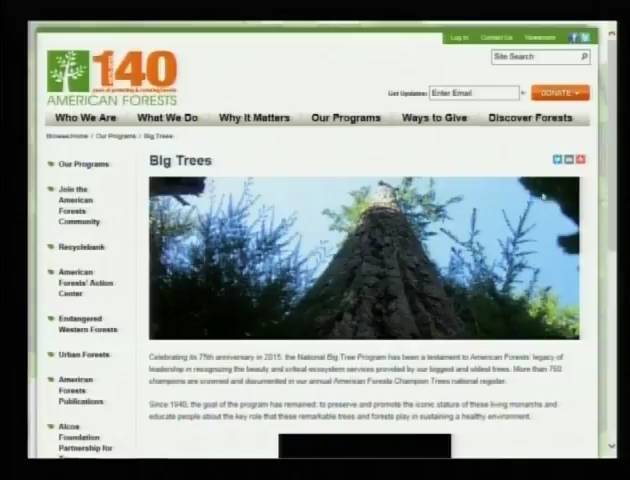 Log In Contact Us Newsroom
Site Search
140
years of protecting & restoring forests
AMERICAN FORESTS
Get Updates: Enter Email
DONATE
Who We Are What We Do Why It Matters Our Programs Ways to Give Discover Forests
/ Our Programs / Big Trees
Our Programs
Join the
American
Forests
Community
Recyclebank
American
Forests' Action
Center
Endangered
Western Forests
Urban Forests
American
Forests
Publications
Alcoa
Foundation
Partnership for
Big Trees
Celebrating its 75th anniversary in 2015, the National Big Tree Program has been a testament to American Forests' legacy of
leadership in recognizing the beauty and critical ecosystem services provided by our biggest and oldest trees. More than 750
champions are crowned and documented in our annual American Forests Champion Trees national register.
Since 1940, the goal of the program has remained: to preserve and promote the iconic stature of these living monarchs and
educate people about the key role that these remarkable trees and forests play in sustaining a healthy environment.